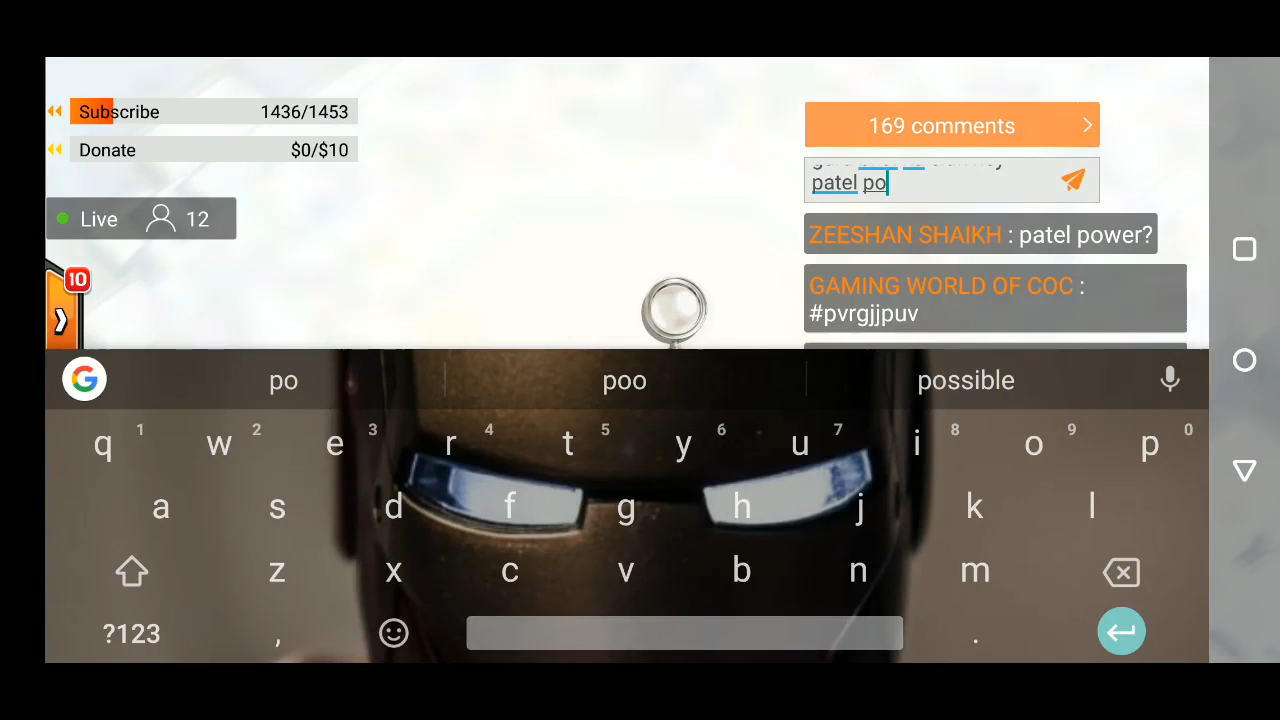 Subscribe 1436/1453
Donate $0/$10
Live 12
10
169 comments
patel po
ZEESHAN SHAIKH : patel power?
GAMING WORLD OF COC :
#pvrgjjpuv
po poo possible
q 1 w 2 e 3 r 4 t 5 y 6 u 7 i 8 o 9 p 0
a s d f g h j k l
z x c v b n m
?123 , .